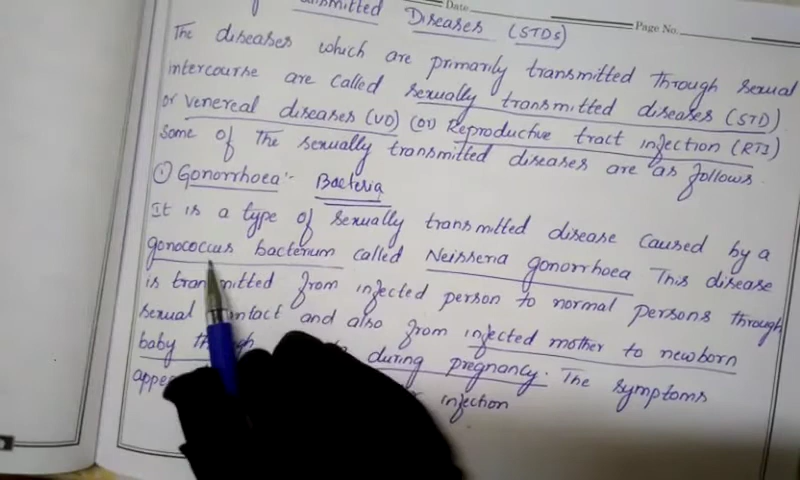 Date
Page No.
Diseases (STDs)
The diseases which are primarily transmitted through sexual
intercourse are called sexually transmitted diseases (STD)
or venereal diseases (VD) (or) Reproductive tract infection (RTI)
Some of The sexually transmitted diseases are as follows.
① Gonorrhoea:- Bacteria
It is a type of sexually transmitted disease caused by a
gonococcus bacterium called Neisseria gonorrhoea This disease
is transmitted from infected person to normal persons through
sexual contact and also from infected mother to newborn
baby during pregnancy. The symptoms
infection